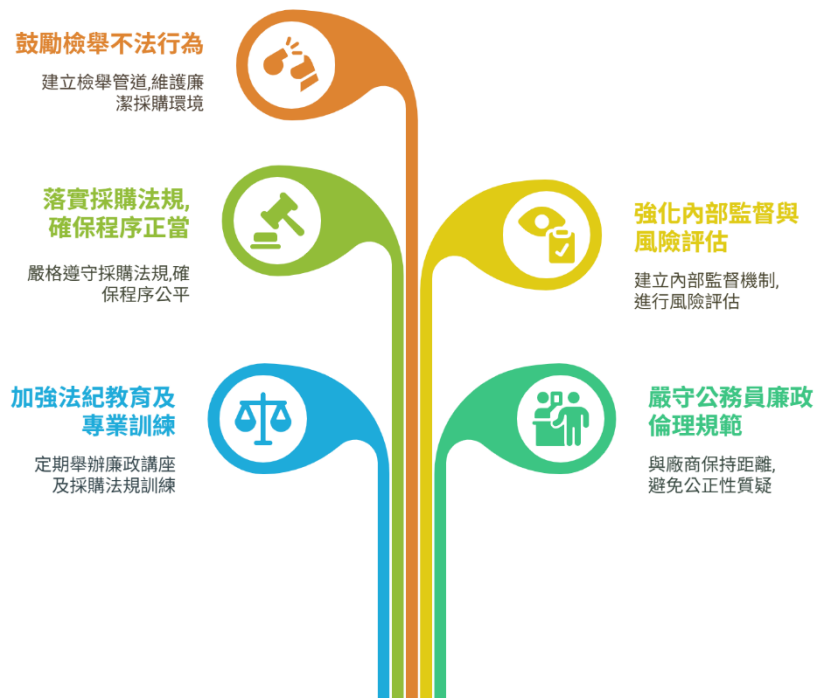 鼓勵檢舉不法行為
建立檢舉管道,維護廉
潔採購環境
落實採購法規,
確保程序正當
嚴格遵守採購法規,確
保程序公平
強化內部監督與
風險評估
建立內部監督機制,
進行風險評估
加強法紀教育及
專業訓練
定期舉辦廉政講座
及採購法規訓練
嚴守公務員廉政
倫理規範
與廠商保持距離,
避免公正性質疑